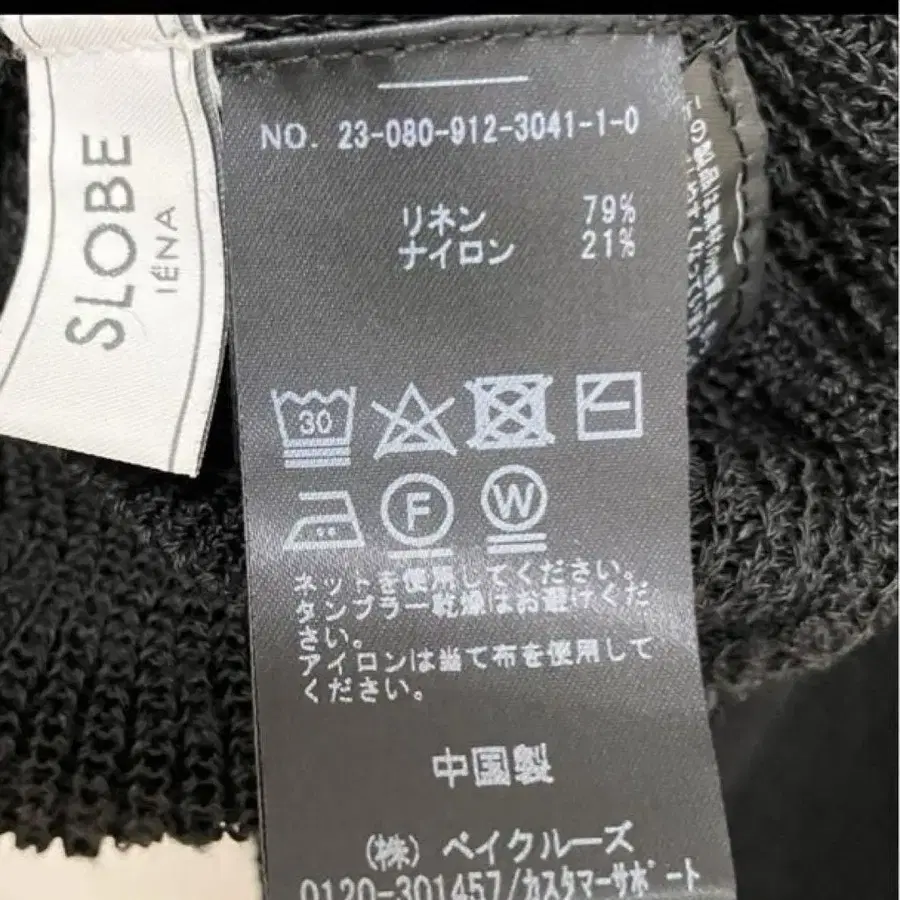 SLOBE
IÉNA
NO. 23-080-912-3041-1-0
リネン 79%
ナイロン 21%
30
F
W
ネットを使用してください。
タンブラー乾燥はお避けくだ
さい。
アイロンは当て布を使用して
ください。
中国製
(株) ベイクルーズ
0120-301457/カスタマーサポート